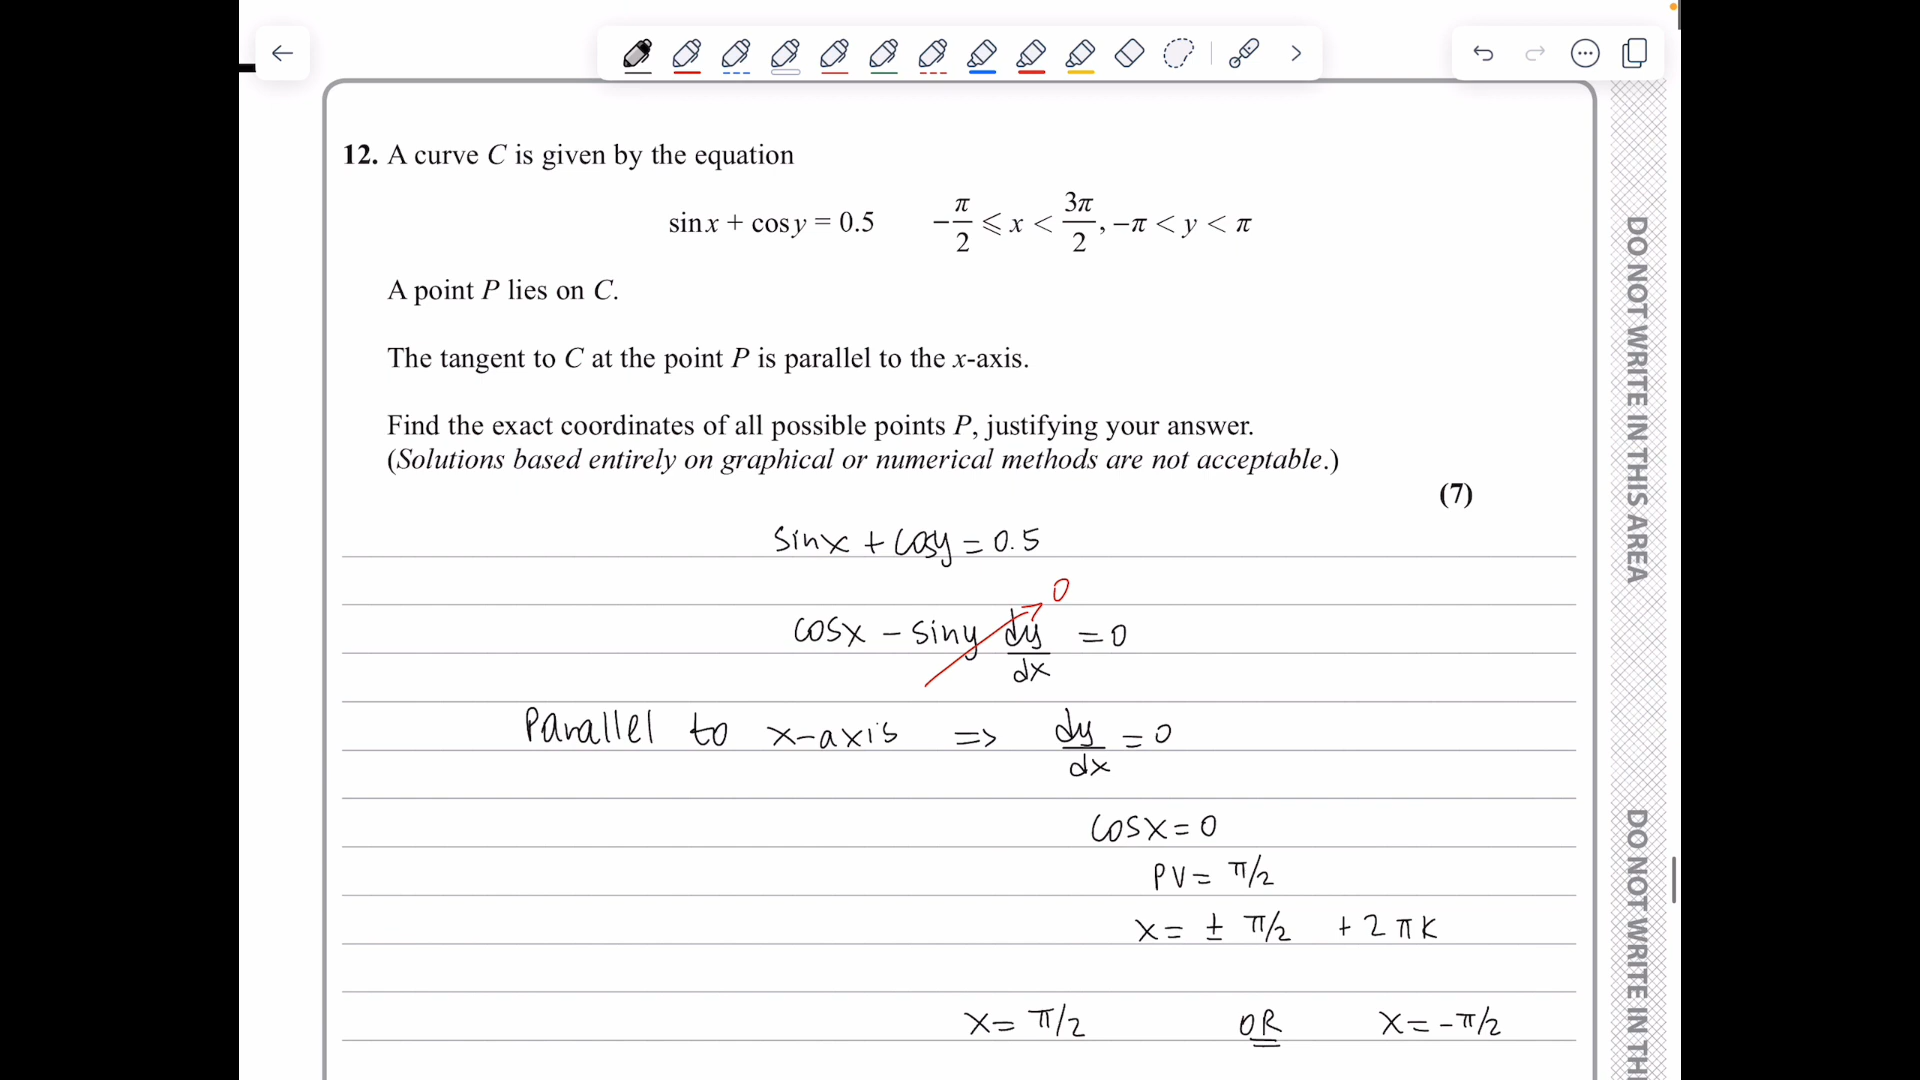 12. A curve C is given by the equation
sin x + cos y = 0.5 −π/2 ⩽ x < 3π/2, −π < y < π
A point P lies on C.
The tangent to C at the point P is parallel to the x-axis.
Find the exact coordinates of all possible points P, justifying your answer.
(Solutions based entirely on graphical or numerical methods are not acceptable.)
(7)
sinx + cosy = 0.5
0
cosx − siny dy/dx = 0
Parallel to x-axis => dy/dx = 0
cosx = 0
PV = π/2
x = ± π/2 + 2πk
x = π/2 OR x = −π/2
DO NOT WRITE IN THIS AREA
DO NOT WRITE IN TH